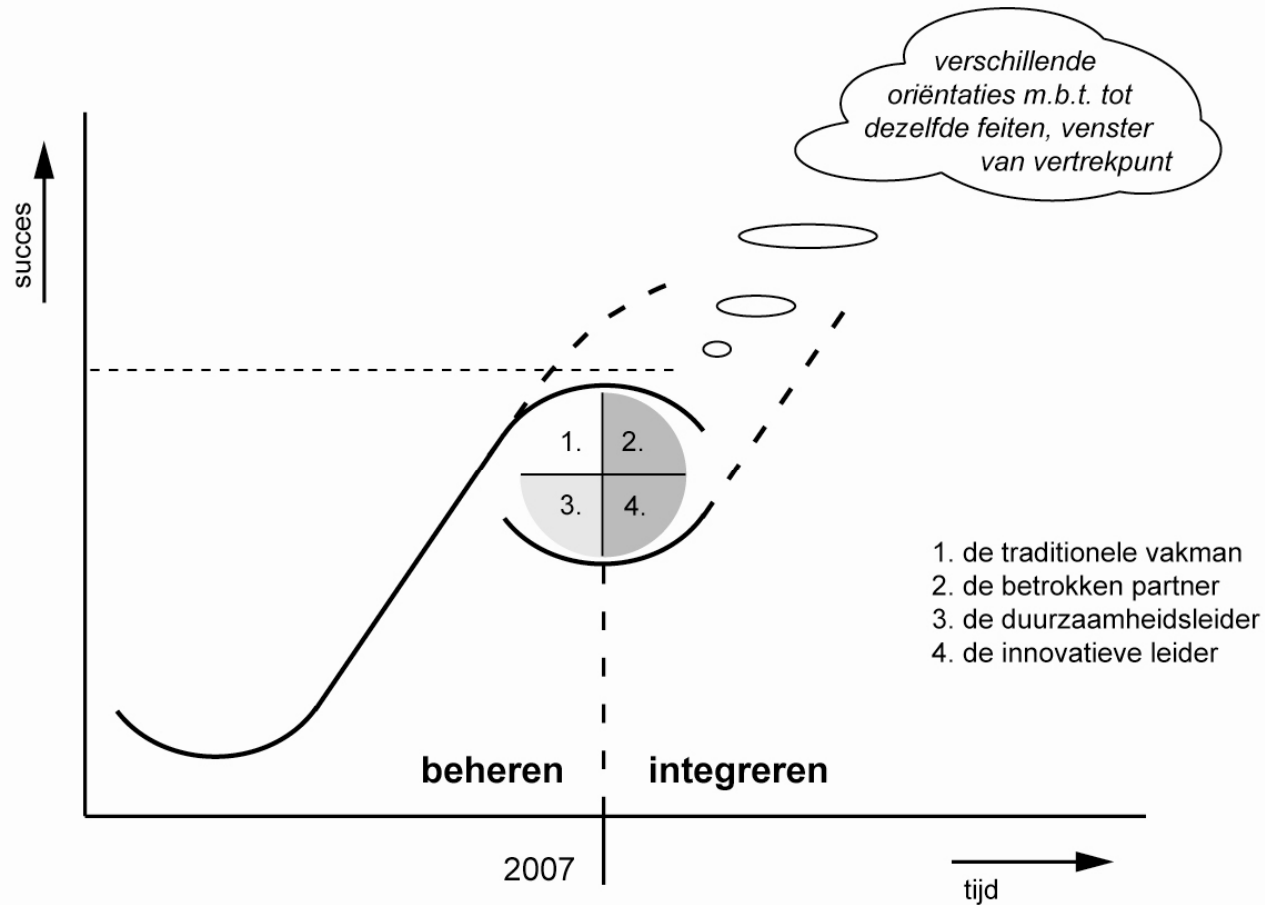 verschillende
oriëntaties m.b.t. tot
dezelfde feiten, venster
van vertrekpunt
succes
1.
2.
3.
4.
1. de traditionele vakman
2. de betrokken partner
3. de duurzaamheidsleider
4. de innovatieve leider
beheren
integreren
2007
tijd